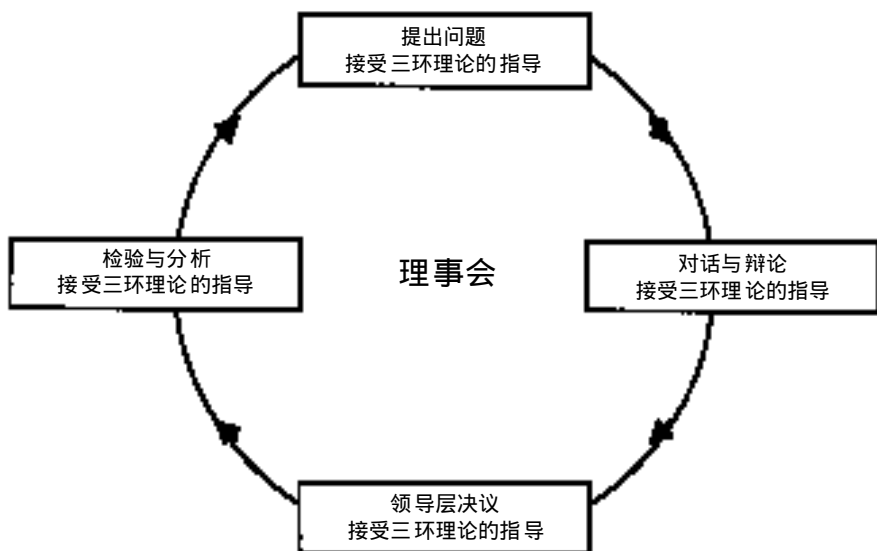 提出问题
接受三环理论的指导
检验与分析
接受三环理论的指导
理事会
对话与辩论
接受三环理论的指导
领导层决议
接受三环理论的指导